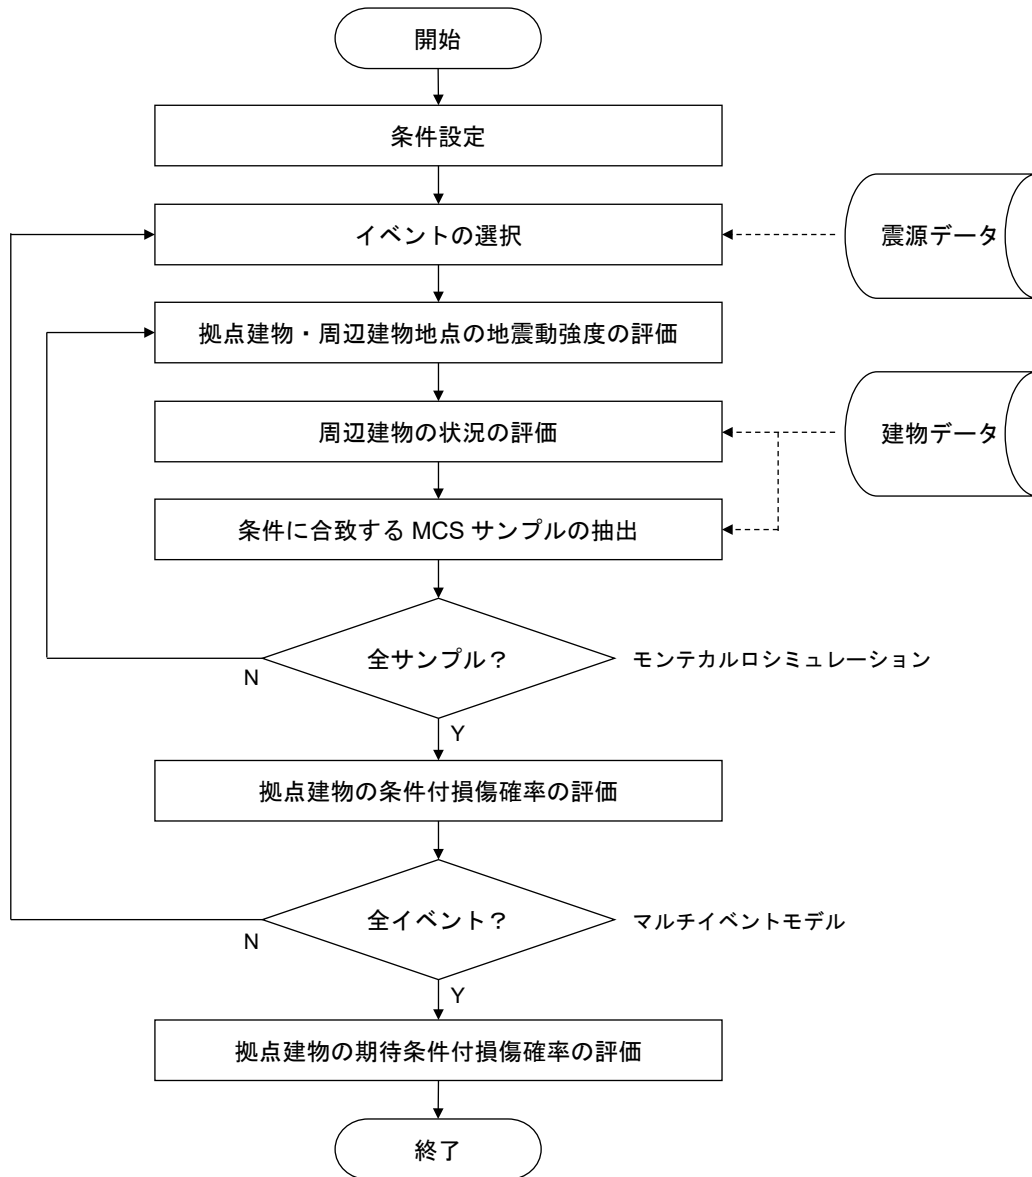 開始
条件設定
イベントの選択
震源データ
拠点建物・周辺建物地点の地震動強度の評価
周辺建物の状況の評価
建物データ
条件に合致する MCS サンプルの抽出
全サンプル？
モンテカルロシミュレーション
N
Y
拠点建物の条件付損傷確率の評価
全イベント？
マルチイベントモデル
N
Y
拠点建物の期待条件付損傷確率の評価
終了